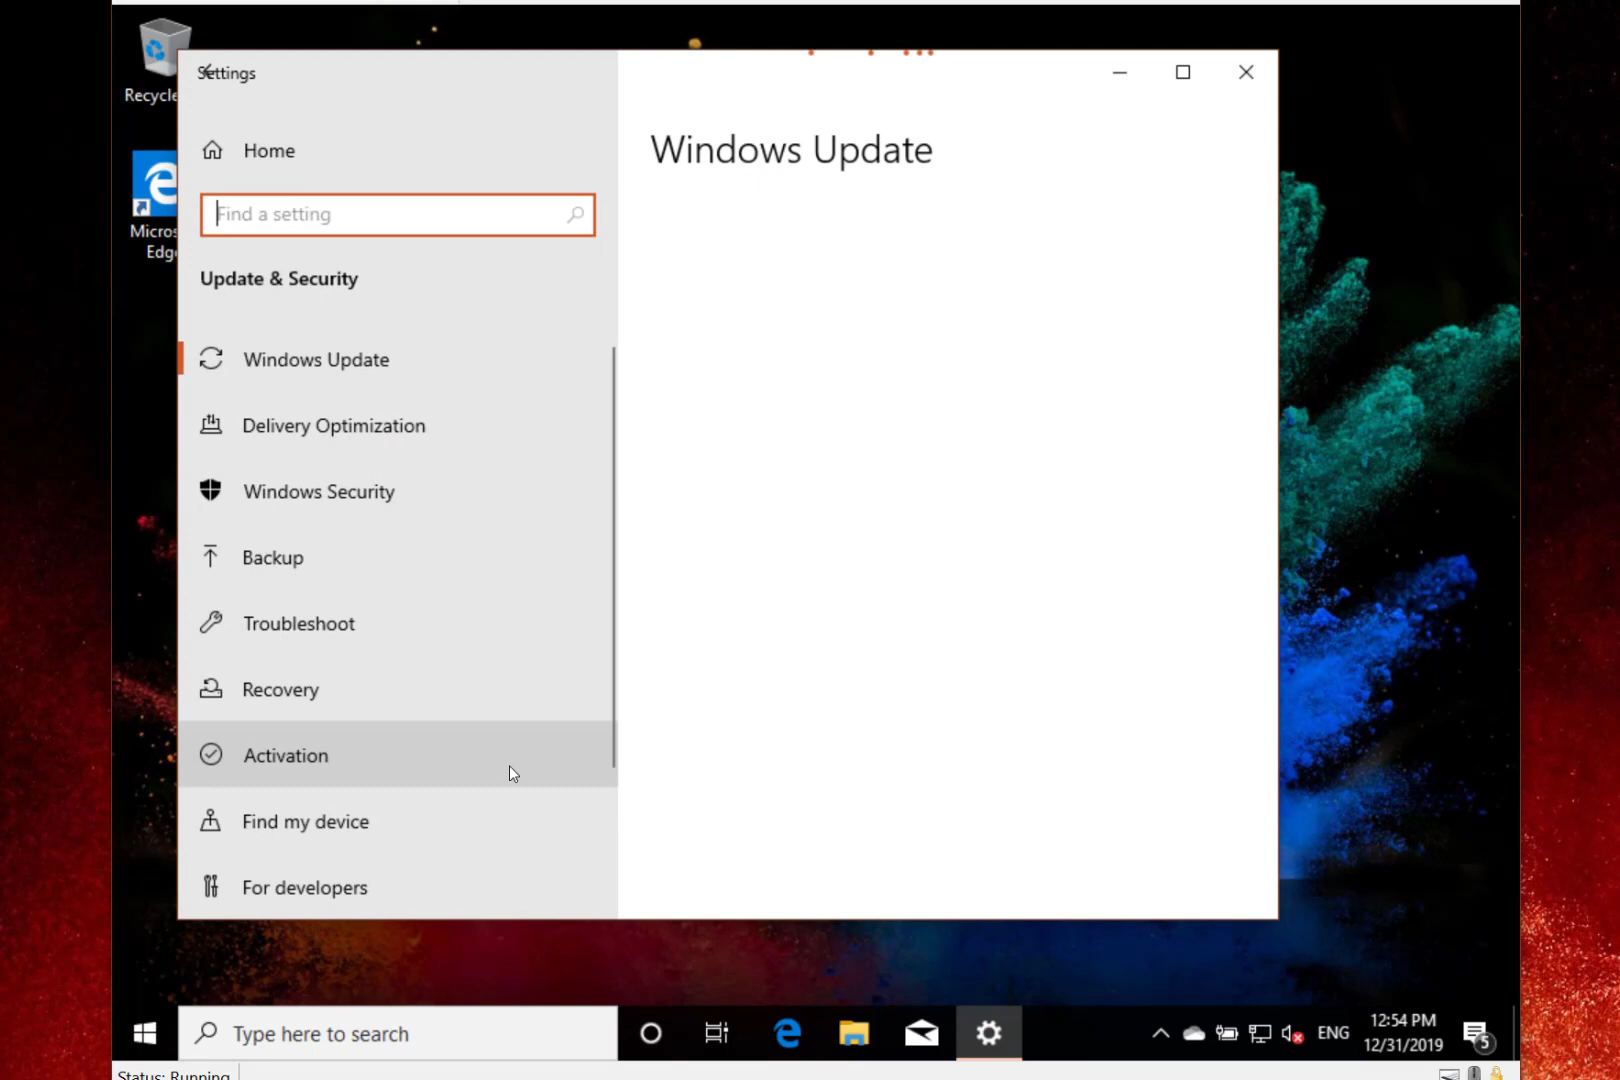 Recycle
Micros
Edg
Settings
Home
Find a setting
Update & Security
Windows Update
Delivery Optimization
Windows Security
Backup
Troubleshoot
Recovery
Activation
Find my device
For developers
Windows Update
Type here to search
ENG
12:54 PM
12/31/2019
5
Status: Running